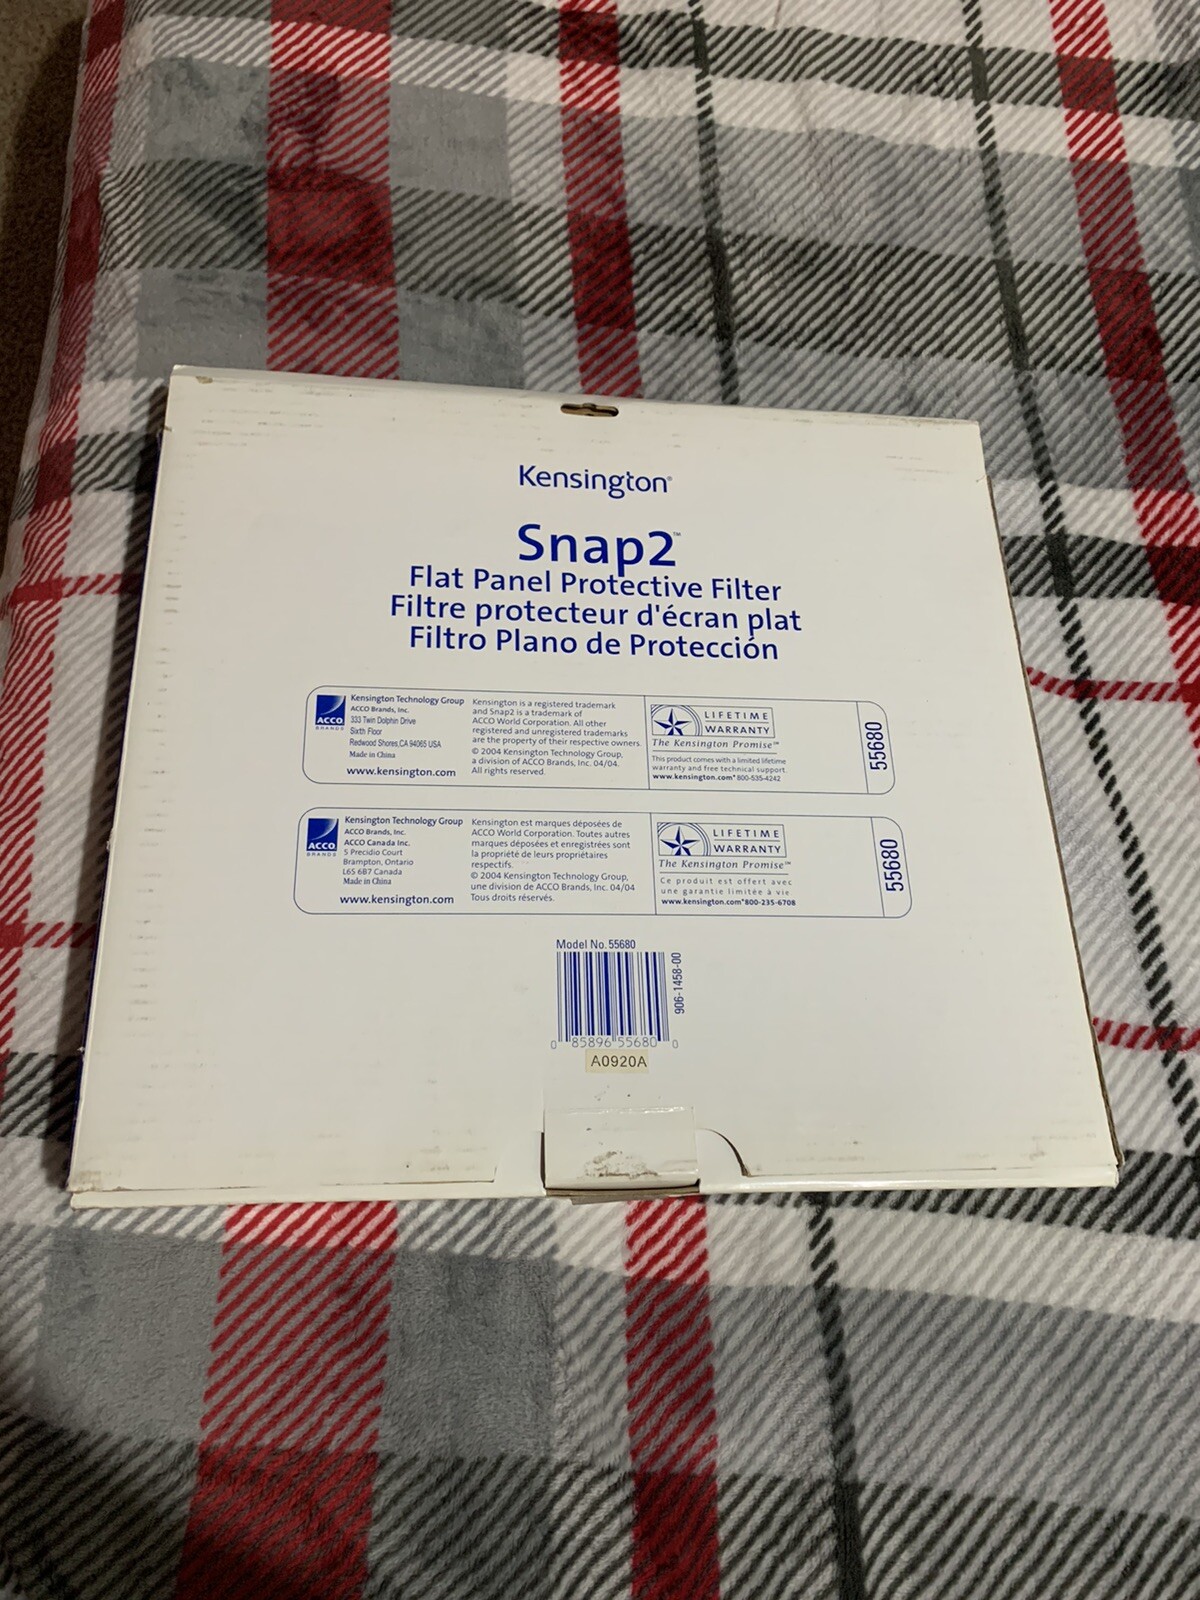 Kensington®
Snap2™
Flat Panel Protective Filter
Filtre protecteur d'écran plat
Filtro Plano de Protección
ACCO
BRANDS
Kensington Technology Group
ACCO Brands, Inc.
333 Twin Dolphin Drive
Sixth Floor
Redwood Shores, CA 94065 USA
Made in China
www.kensington.com
Kensington is a registered trademark
and Snap2 is a trademark of
ACCO World Corporation. All other
registered and unregistered trademarks
are the property of their respective owners.
© 2004 Kensington Technology Group,
a division of ACCO Brands, Inc. 04/04.
All rights reserved.
LIFETIME
WARRANTY
The Kensington Promise℠
This product comes with a limited lifetime
warranty and free technical support.
www.kensington.com • 800-535-4242
55680
ACCO
BRANDS
Kensington Technology Group
ACCO Brands, Inc.
ACCO Canada Inc.
5 Precidio Court
Brampton, Ontario
L6S 6B7 Canada
Made in China
www.kensington.com
Kensington est marques déposées de
ACCO World Corporation. Toutes autres
marques déposées et enregistrées sont
la propriété de leurs propriétaires
respectifs.
© 2004 Kensington Technology Group,
une division de ACCO Brands, Inc. 04/04
Tous droits réservés.
LIFETIME
WARRANTY
The Kensington Promise℠
Ce produit est offert avec
une garantie limitée à vie
www.kensington.com • 800-235-6708
55680
Model No. 55680
906-1458-00
0 85896 55680 0
A0920A